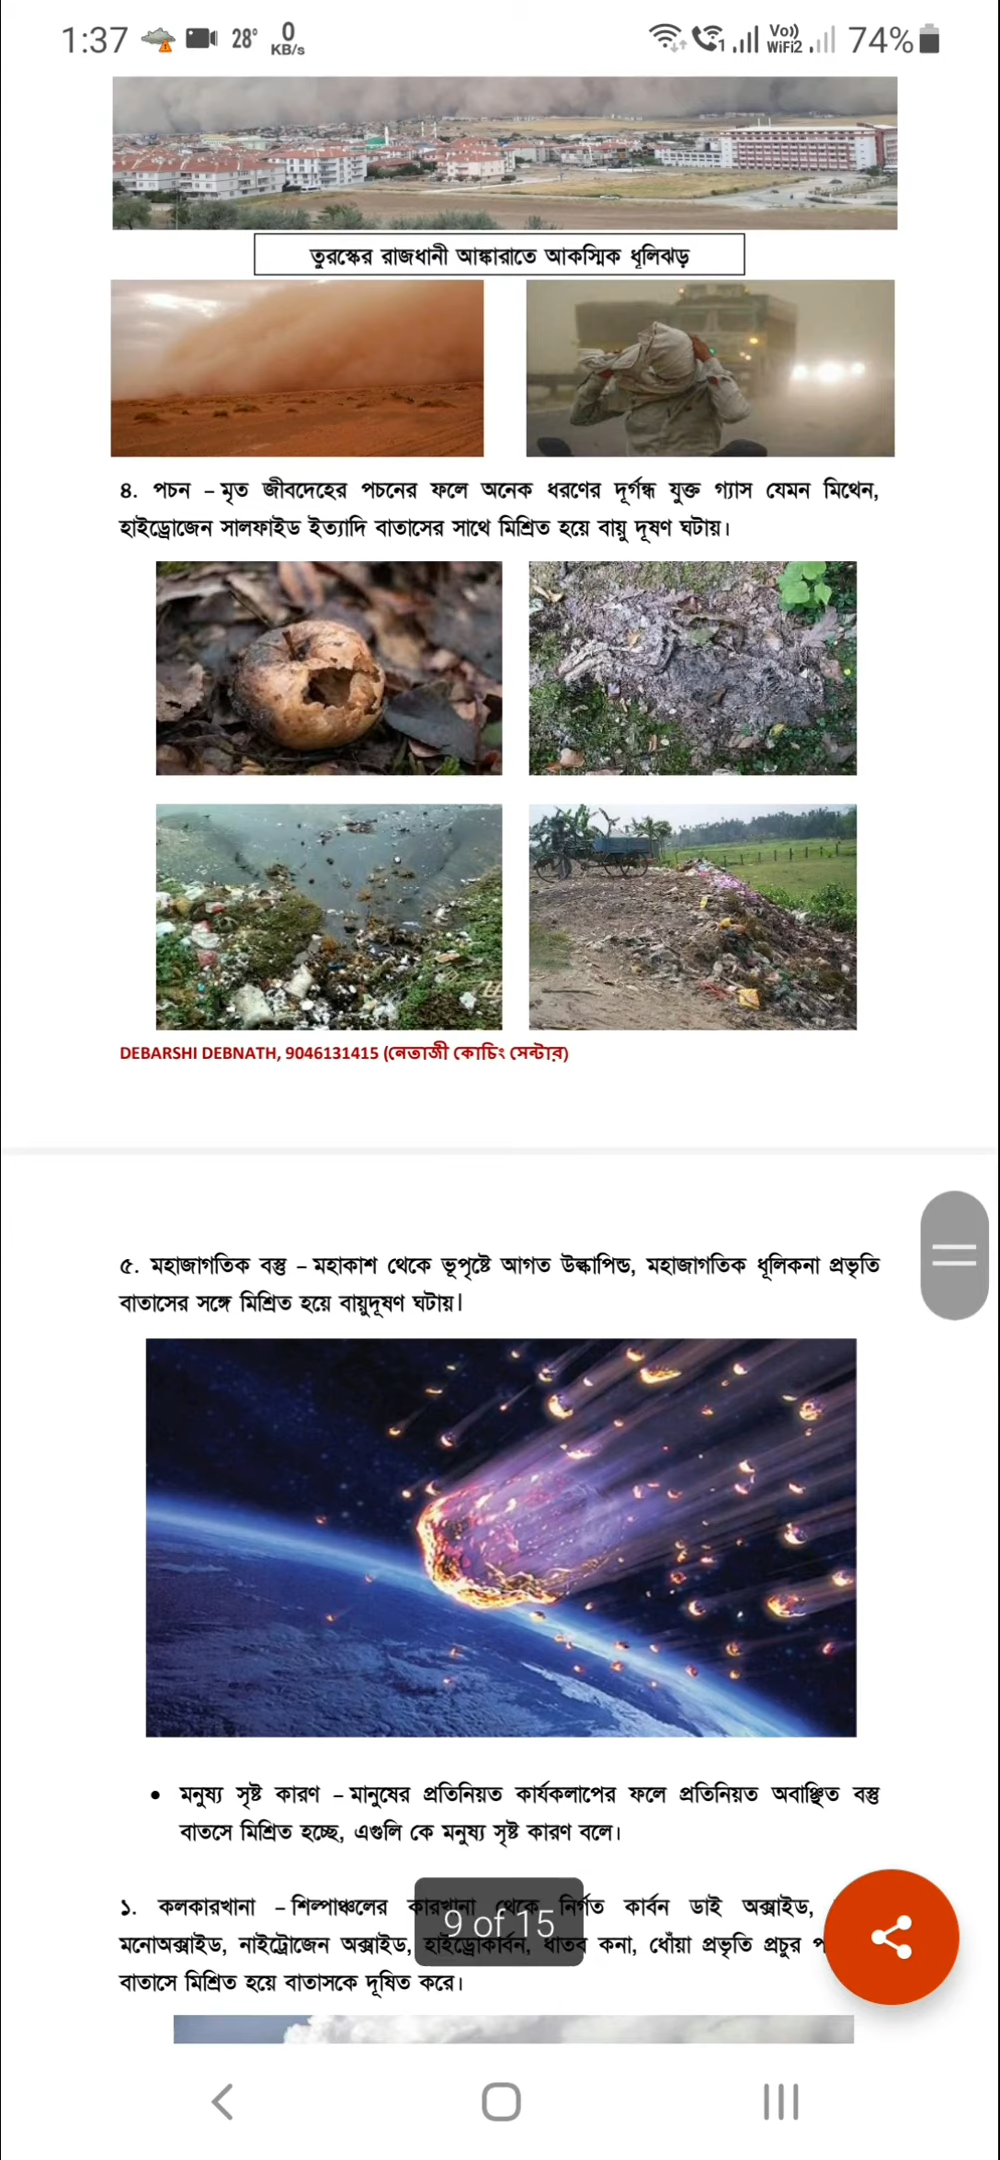 1:37 28° 0 KB/s Vo)) WiFi2 74%
তুরস্কের রাজধানী আঙ্কারাতে আকস্মিক ধূলিঝড়
৪. পচন – মৃত জীবদেহের পচনের ফলে অনেক ধরণের দূর্গন্ধ যুক্ত গ্যাস যেমন মিথেন,
হাইড্রোজেন সালফাইড ইত্যাদি বাতাসের সাথে মিশ্রিত হয়ে বায়ু দূষণ ঘটায়।
DEBARSHI DEBNATH, 9046131415 (নেতাজী কোচিং সেন্টার)
৫. মহাজাগতিক বস্তু – মহাকাশ থেকে ভূপৃষ্টে আগত উল্কাপিন্ড, মহাজাগতিক ধূলিকনা প্রভৃতি
বাতাসের সঙ্গে মিশ্রিত হয়ে বায়ুদূষণ ঘটায়।
• মনুষ্য সৃষ্ট কারণ – মানুষের প্রতিনিয়ত কার্যকলাপের ফলে প্রতিনিয়ত অবাঞ্ছিত বস্তু
বাতসে মিশ্রিত হচ্ছে, এগুলি কে মনুষ্য সৃষ্ট কারণ বলে।
১. কলকারখানা – শিল্পাঞ্চলের কারখানা থেকে নির্গত কার্বন ডাই অক্সাইড,
9 of 15
মনোঅক্সাইড, নাইট্রোজেন অক্সাইড, হাইড্রোকার্বন, ধাতব কনা, ধোঁয়া প্রভৃতি প্রচুর
বাতাসে মিশ্রিত হয়ে বাতাসকে দূষিত করে।